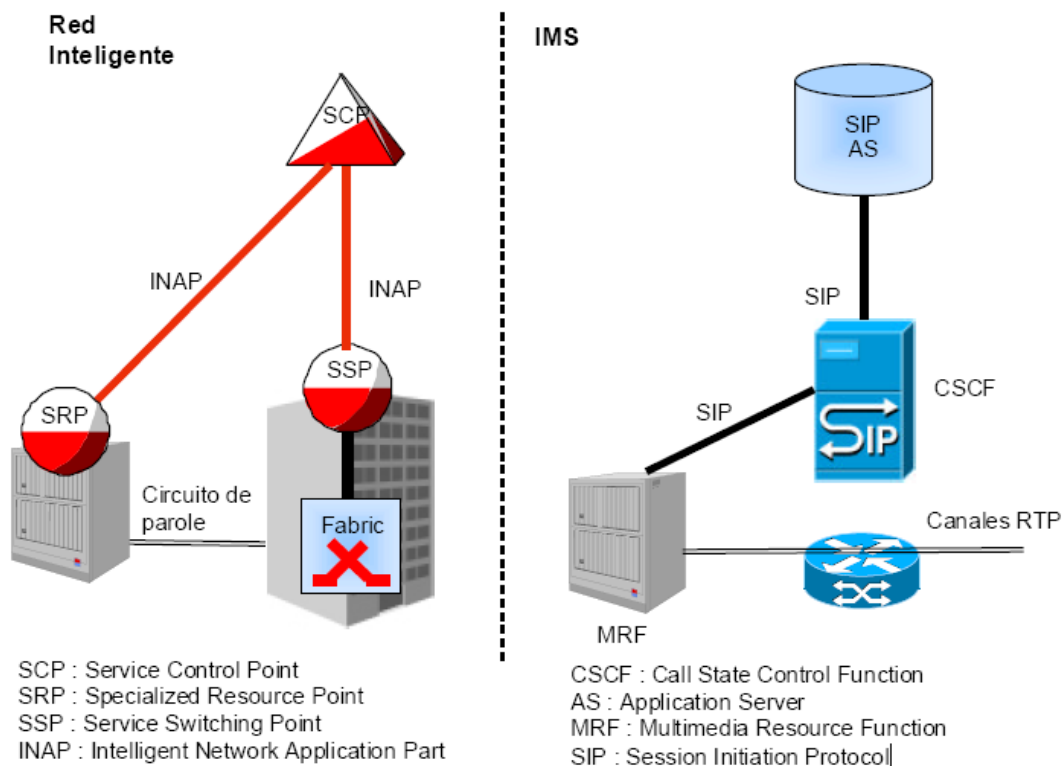 Red
Inteligente
SCP
INAP
INAP
SSP
SRP
Circuito de
parole
Fabric
SCP : Service Control Point
SRP : Specialized Resource Point
SSP : Service Switching Point
INAP : Intelligent Network Application Part
IMS
SIP
AS
SIP
CSCF
SIP
SIP
Canales RTP
MRF
CSCF : Call State Control Function
AS : Application Server
MRF : Multimedia Resource Function
SIP : Session Initiation Protocol